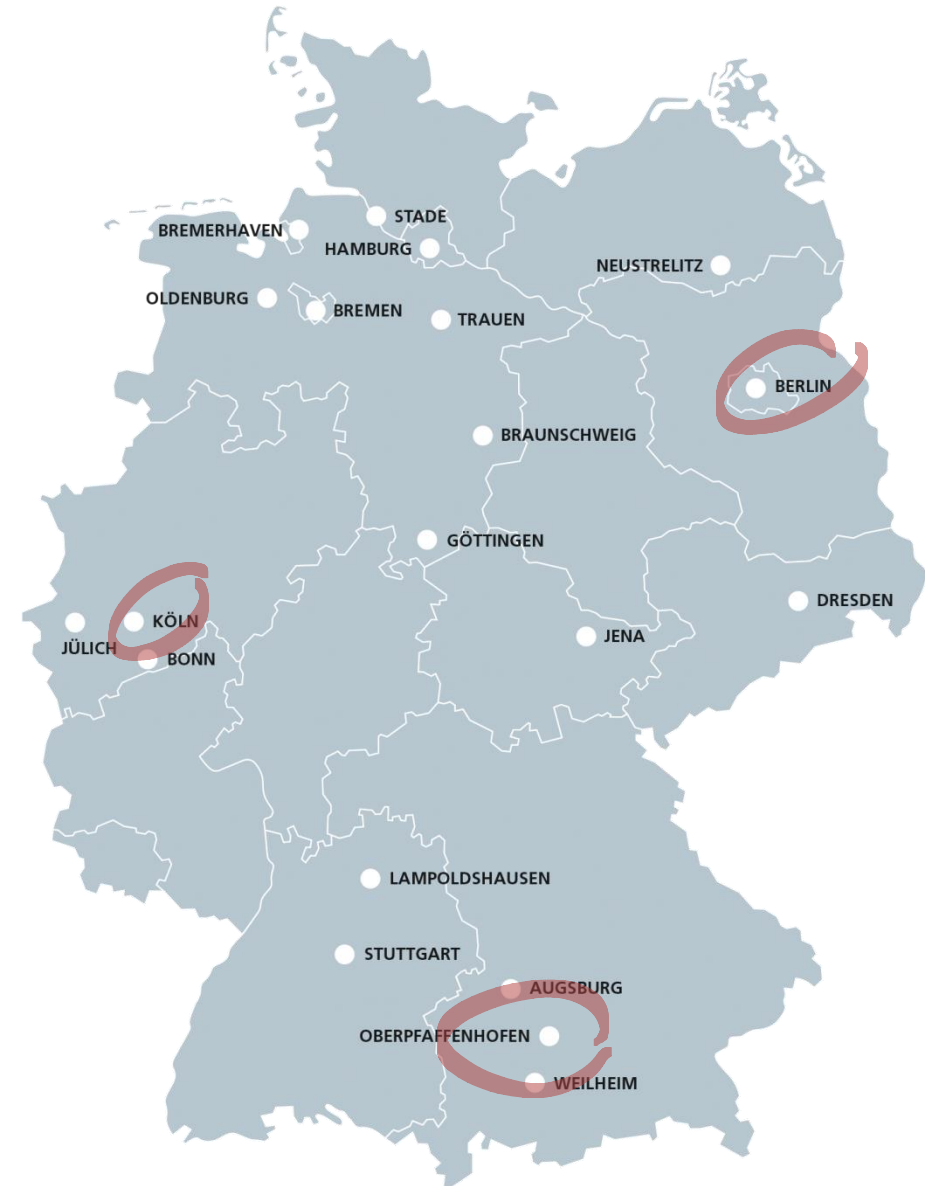 STADE
BREMERHAVEN
HAMBURG
NEUSTRELITZ
OLDENBURG
BREMEN
TRAUEN
BERLIN
BRAUNSCHWEIG
GÖTTINGEN
DRESDEN
KÖLN
JENA
JÜLICH
BONN
LAMPOLDSHAUSEN
STUTTGART
AUGSBURG
OBERPFAFFENHOFEN
WEILHEIM